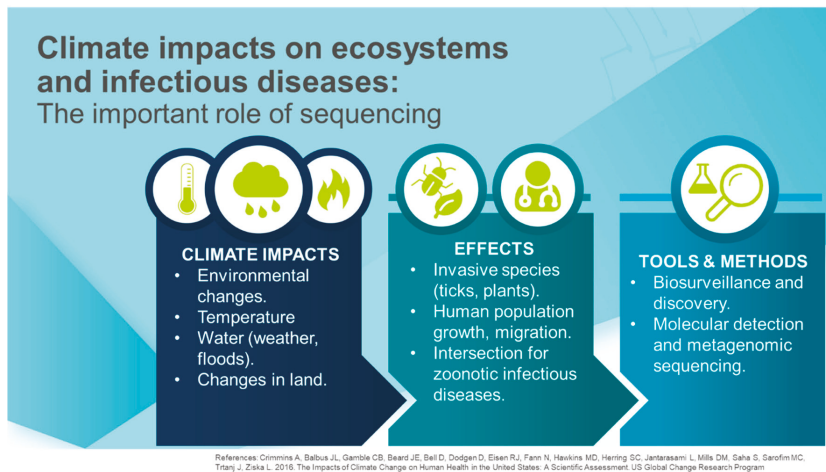 Climate impacts on ecosystems
and infectious diseases:
The important role of sequencing
CLIMATE IMPACTS
• Environmental
changes.
• Temperature
• Water (weather,
floods).
• Changes in land.
EFFECTS
• Invasive species
(ticks, plants).
• Human population
growth, migration.
• Intersection for
zoonotic infectious
diseases.
TOOLS & METHODS
• Biosurveillance and
discovery.
• Molecular detection
and metagenomic
sequencing.
References: Crimmins A, Balbus JL, Gamble CB, Beard JE, Bell D, Dodgen D, Eisen RJ, Fann N, Hawkins MD, Herring SC, Jantarasami L, Mills DM, Saha S, Sarofim MC,
Trtanj J, Ziska L. 2016. The Impacts of Climate Change on Human Health in the United States: A Scientific Assessment. US Global Change Research Program